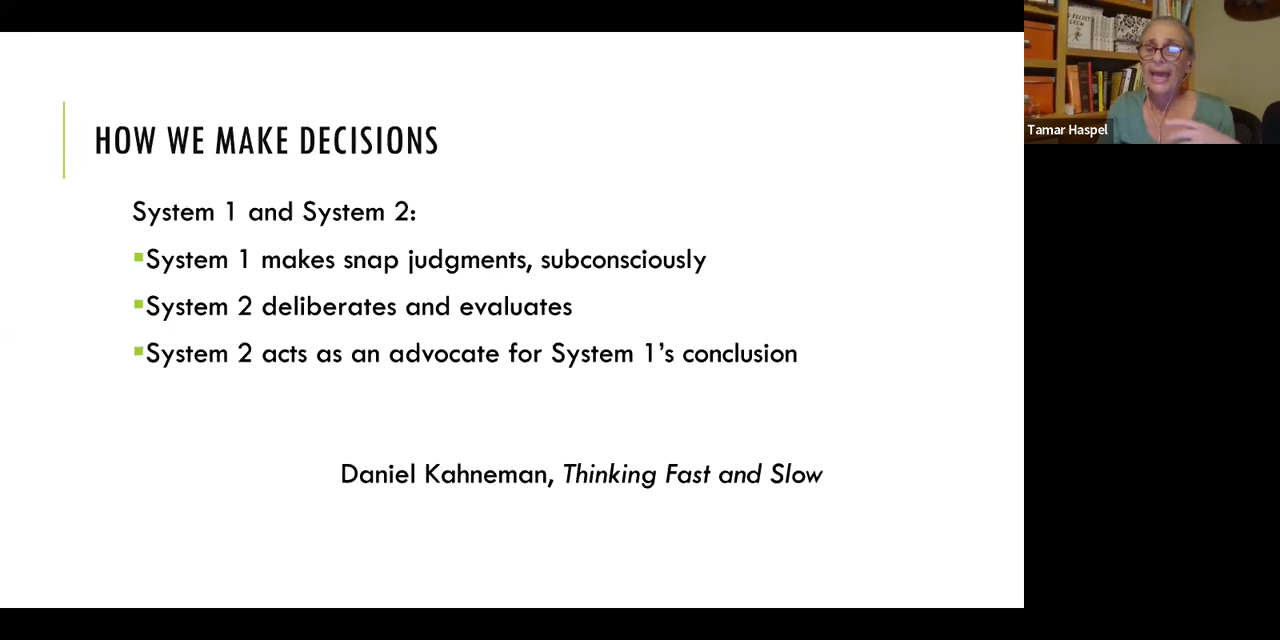 HOW WE MAKE DECISIONS
System 1 and System 2:
▪System 1 makes snap judgments, subconsciously
▪System 2 deliberates and evaluates
▪System 2 acts as an advocate for System 1’s conclusion
Daniel Kahneman, Thinking Fast and Slow
Tamar Haspel